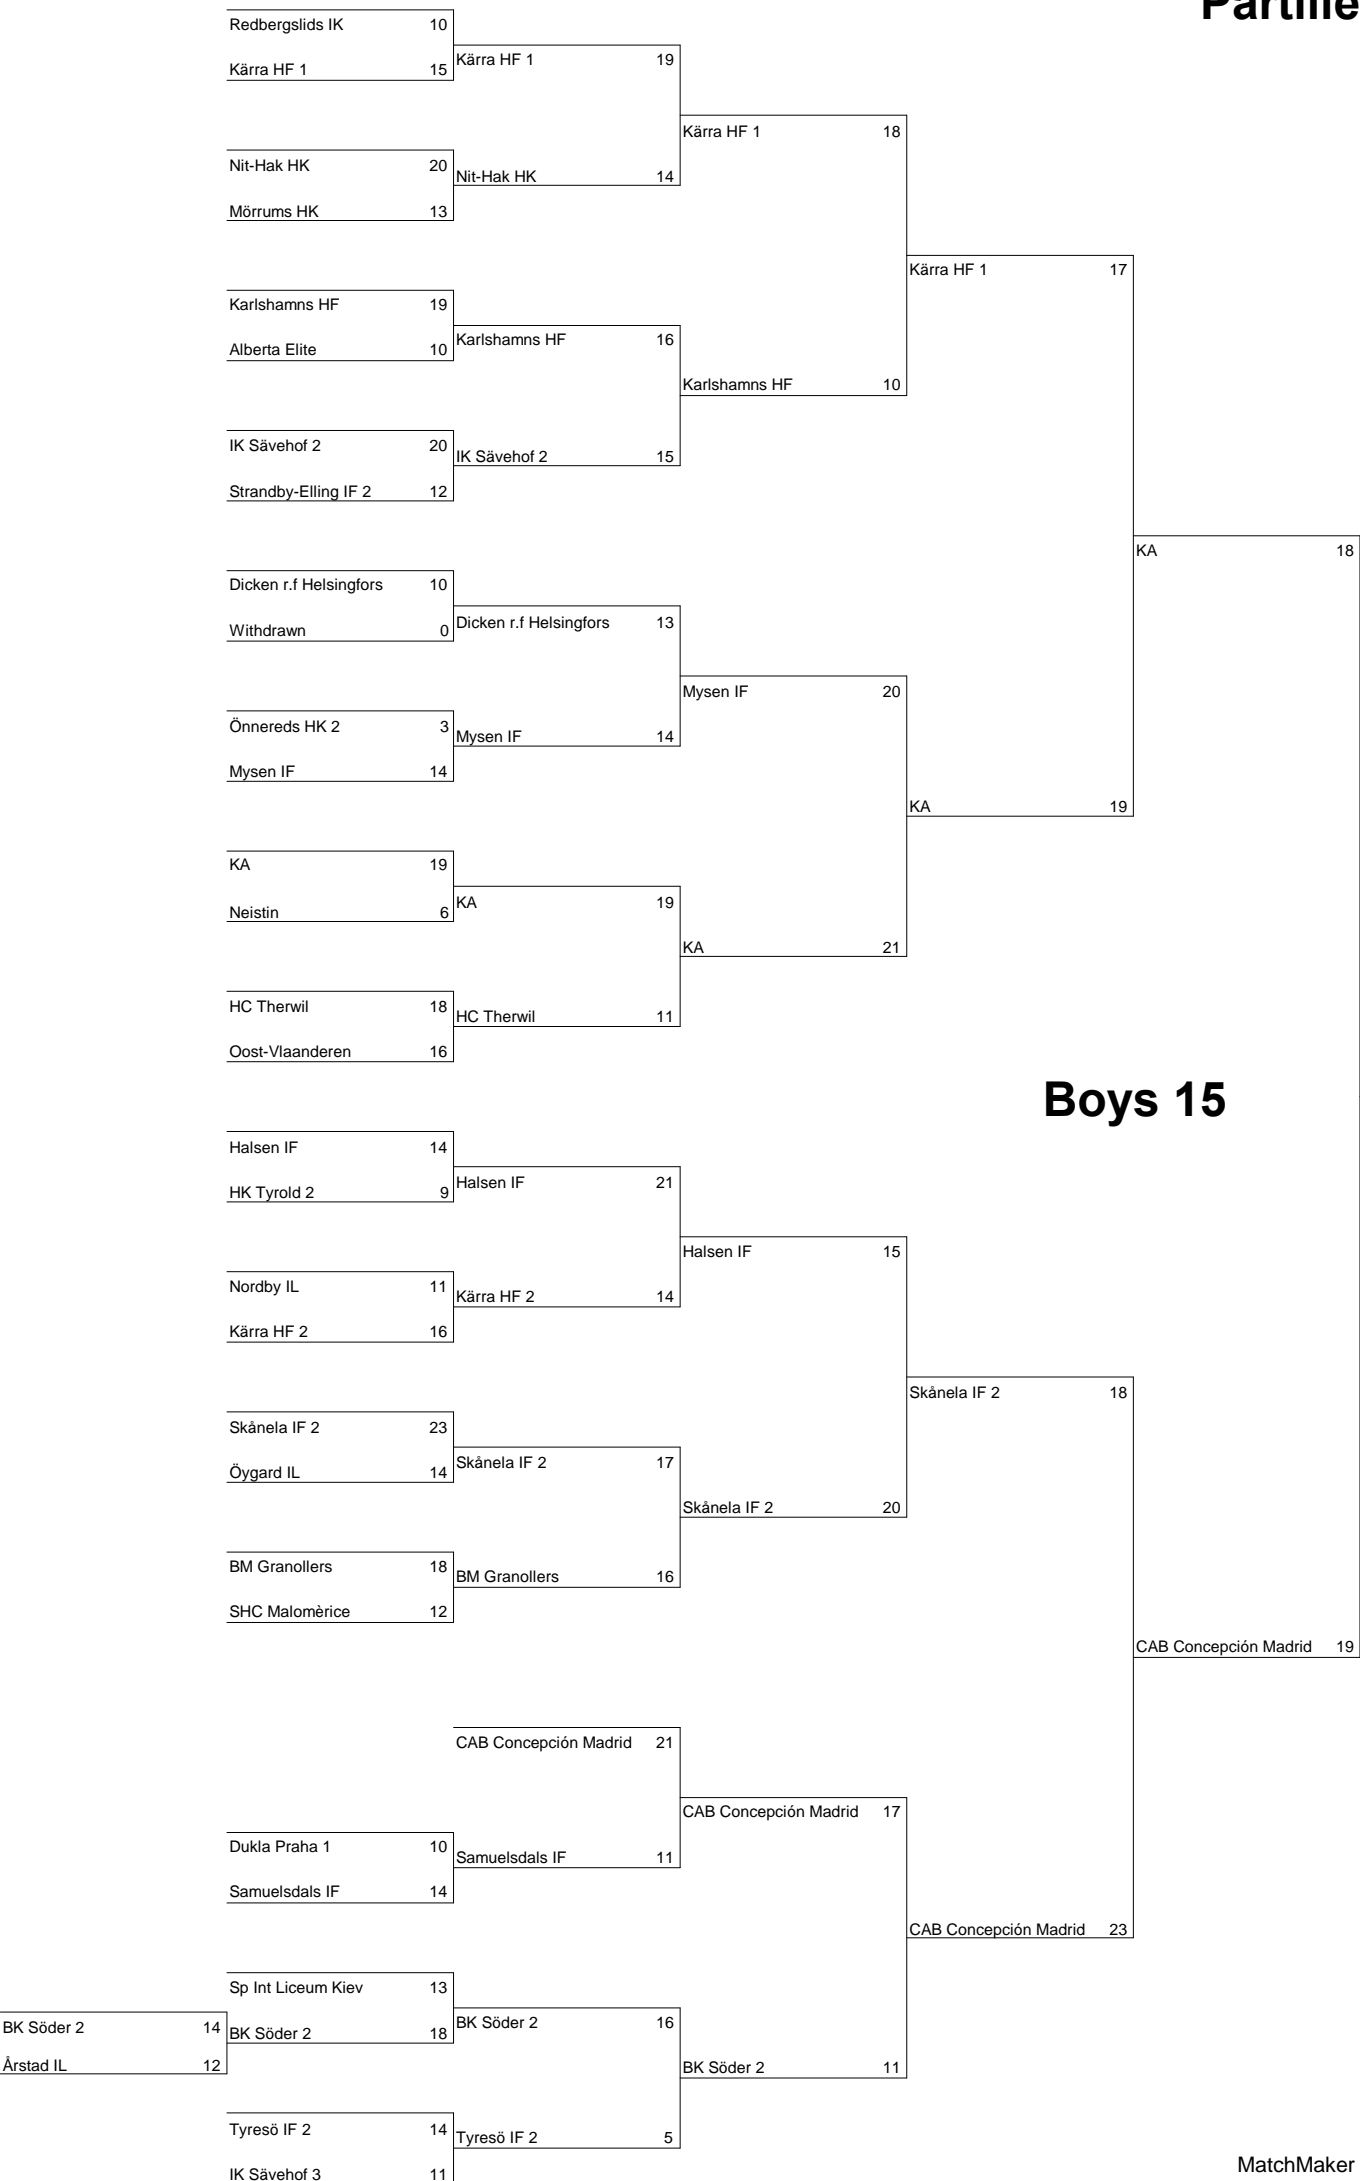 Partille
Redbergslids IK 10
Kärra HF 1 15
Kärra HF 1 19
Kärra HF 1 18
Nit-Hak HK 20
Nit-Hak HK 14
Mörrums HK 13
Kärra HF 1 17
Karlshamns HF 19
Karlshamns HF 16
Alberta Elite 10
Karlshamns HF 10
IK Sävehof 2 20
IK Sävehof 2 15
Strandby-Elling IF 2 12
KA 18
Dicken r.f Helsingfors 10
Dicken r.f Helsingfors 13
Withdrawn 0
Mysen IF 20
Önnereds HK 2 3
Mysen IF 14
Mysen IF 14
KA 19
KA 19
KA 19
Neistin 6
KA 21
HC Therwil 18
HC Therwil 11
Oost-Vlaanderen 16
Boys 15
Halsen IF 14
Halsen IF 21
HK Tyrold 2 9
Halsen IF 15
Nordby IL 11
Kärra HF 2 14
Kärra HF 2 16
Skånela IF 2 18
Skånela IF 2 23
Skånela IF 2 17
Öygard IL 14
Skånela IF 2 20
BM Granollers 18
BM Granollers 16
SHC Malomèrice 12
CAB Concepción Madrid 19
CAB Concepción Madrid 21
CAB Concepción Madrid 17
Dukla Praha 1 10
Samuelsdals IF 11
Samuelsdals IF 14
CAB Concepción Madrid 23
Sp Int Liceum Kiev 13
BK Söder 2 16
BK Söder 2 14
BK Söder 2 18
Årstad IL 12
BK Söder 2 11
Tyresö IF 2 14
Tyresö IF 2 5
IK Sävehof 3 11
MatchMaker